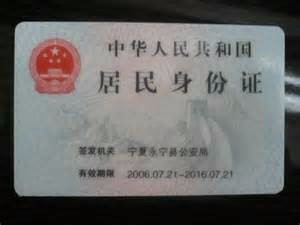 中华人民共和国
居民身份证
签发机关 宁夏永宁县公安局
有效期限 2006.07.21-2016.07.21